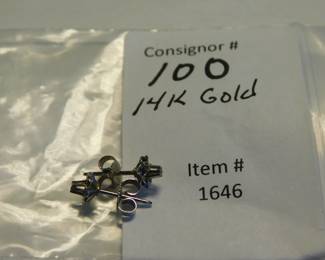 Consignor #
100
14K Gold
Item #
1646